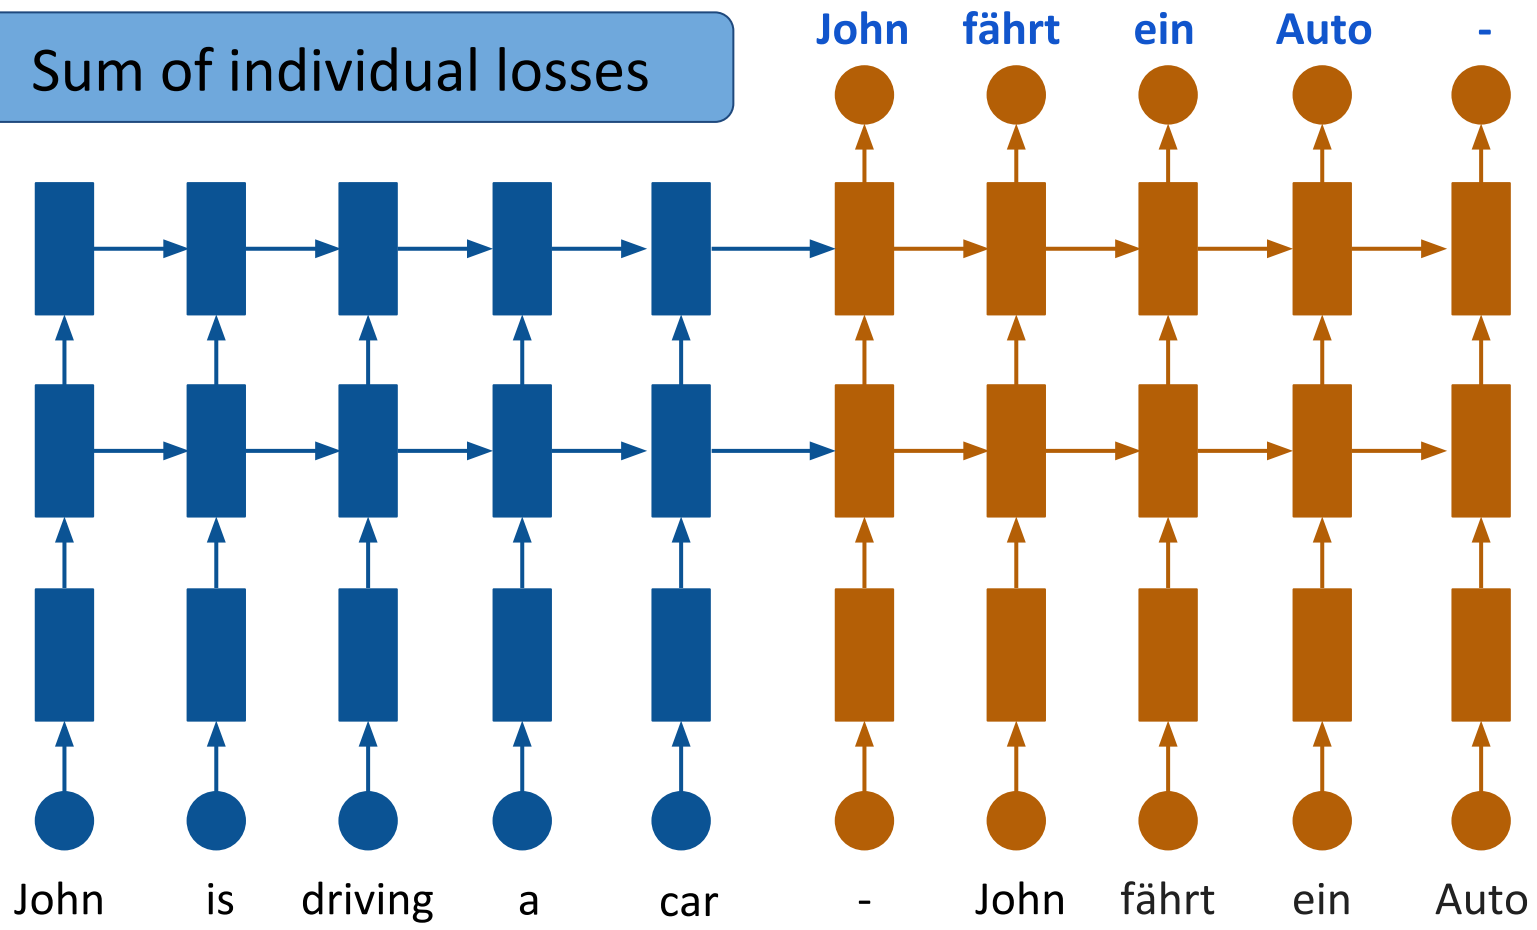 Sum of individual losses
John fährt ein Auto -
John is driving a car - John fährt ein Auto